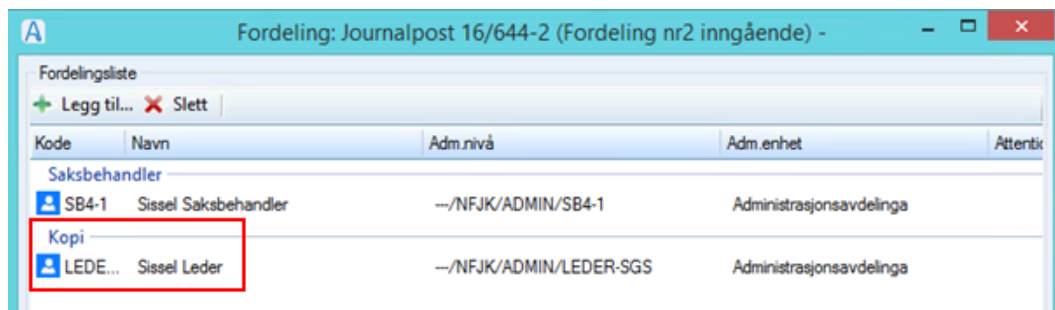 A Fordeling: Journalpost 16/644-2 (Fordeling nr2 inngående) -
Fordelingsliste
Legg til... Slett
Kode Navn Adm.nivå Adm.enhet Attentic
Saksbehandler
SB4-1 Sissel Saksbehandler ---/NFJK/ADMIN/SB4-1 Administrasjonsavdelinga
Kopi
LEDE... Sissel Leder ---/NFJK/ADMIN/LEDER-SGS Administrasjonsavdelinga